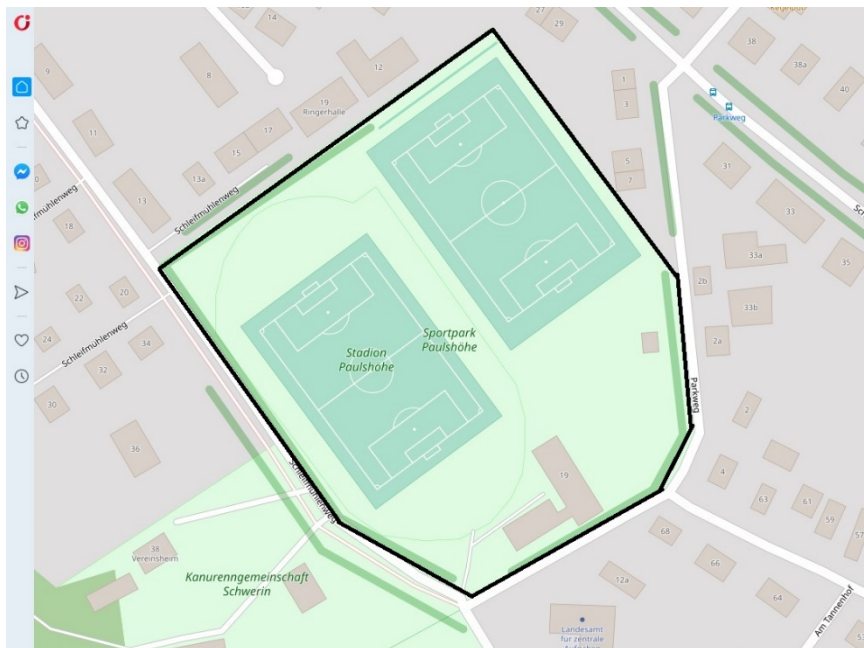 27
29
Kegelpub
38
38a
40
9
8
12
19
Ringerhalle
1
3
Parkweg
11
15
17
5
7
31
13a
13
Schleifmühlenweg
33
18
33a
35
2b
33b
22
20
24
34
Schleifmühlenweg
32
2a
Sportpark
Paulshöhe
Stadion
Paulshöhe
30
Parkweg
2
36
Schleifmühlenweg
19
4
63
61
59
57
38
Vereinsheim
68
66
Kanurenngemeinschaft
Schwerin
12a
64
Am Tannenhof
53
Landesamt
für zentrale